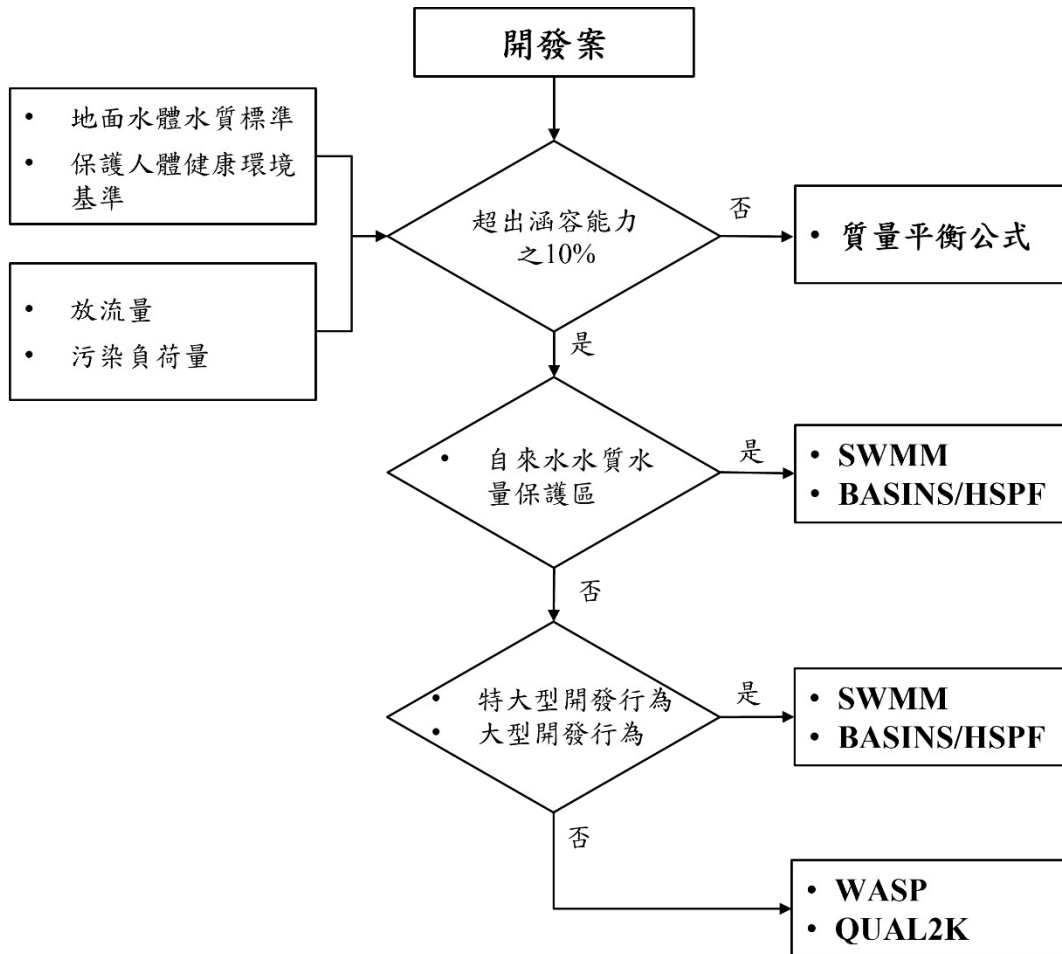 開發案
• 地面水體水質標準
• 保護人體健康環境
基準
• 放流量
• 污染負荷量
超出涵容能力
之10%
否
• 質量平衡公式
是
• 自來水水質水
量保護區
是
• SWMM
• BASINS/HSPF
否
• 特大型開發行為
• 大型開發行為
是
• SWMM
• BASINS/HSPF
否
• WASP
• QUAL2K